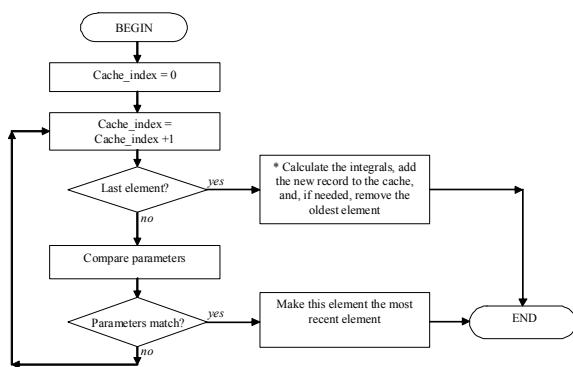 BEGIN
Cache_index = 0
Cache_index =
Cache_index +1
Last element?
yes
* Calculate the integrals, add
the new record to the cache,
and, if needed, remove the
oldest element
no
Compare parameters
Parameters match?
yes
Make this element the most
recent element
END
no